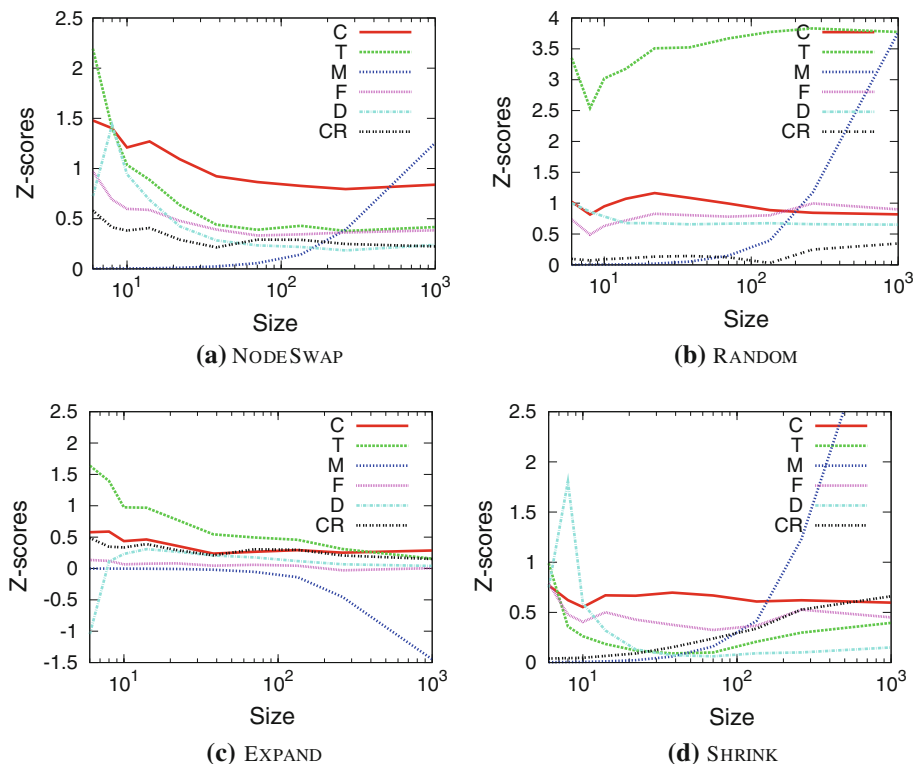 2.5
2
1.5
1
0.5
0
Z-scores
C
T
M
F
D
CR
10^1
10^2
10^3
Size
(a) NODESWAP
4
3.5
3
2.5
2
1.5
1
0.5
0
Z-scores
C
T
M
F
D
CR
10^1
10^2
10^3
Size
(b) RANDOM
2.5
2
1.5
1
0.5
0
-0.5
-1
-1.5
Z-scores
C
T
M
F
D
CR
10^1
10^2
10^3
Size
(c) EXPAND
2.5
2
1.5
1
0.5
0
Z-scores
C
T
M
F
D
CR
10^1
10^2
10^3
Size
(d) SHRINK